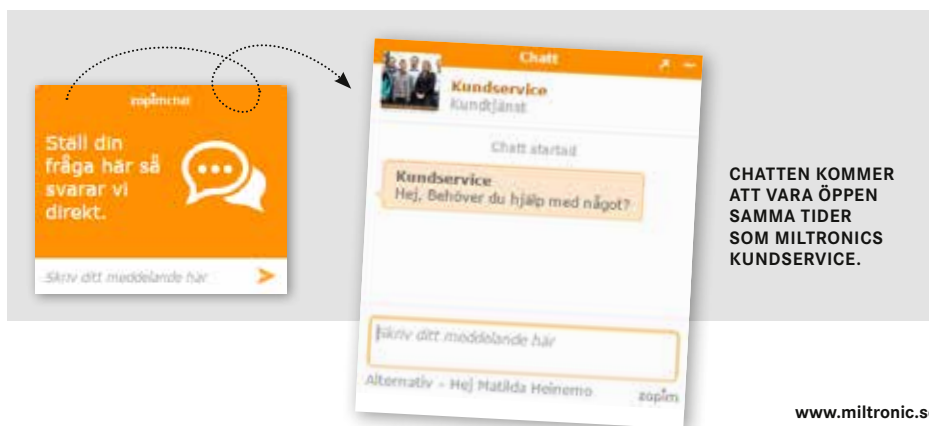 zopim
Ställ din
fråga här så
svarar vi
direkt.
Skriv ditt meddelande här
Chatt
Kundservice
Kundtjänst
Chatt startad
Kundservice
Hej, Behöver du hjälp med något?
Skriv ditt meddelande här
Alternativ - Hej Matilda Heinemo
zopim
CHATTEN KOMMER
ATT VARA ÖPPEN
SAMMA TIDER
SOM MILTRONICS
KUNDSERVICE.
www.miltronic.se